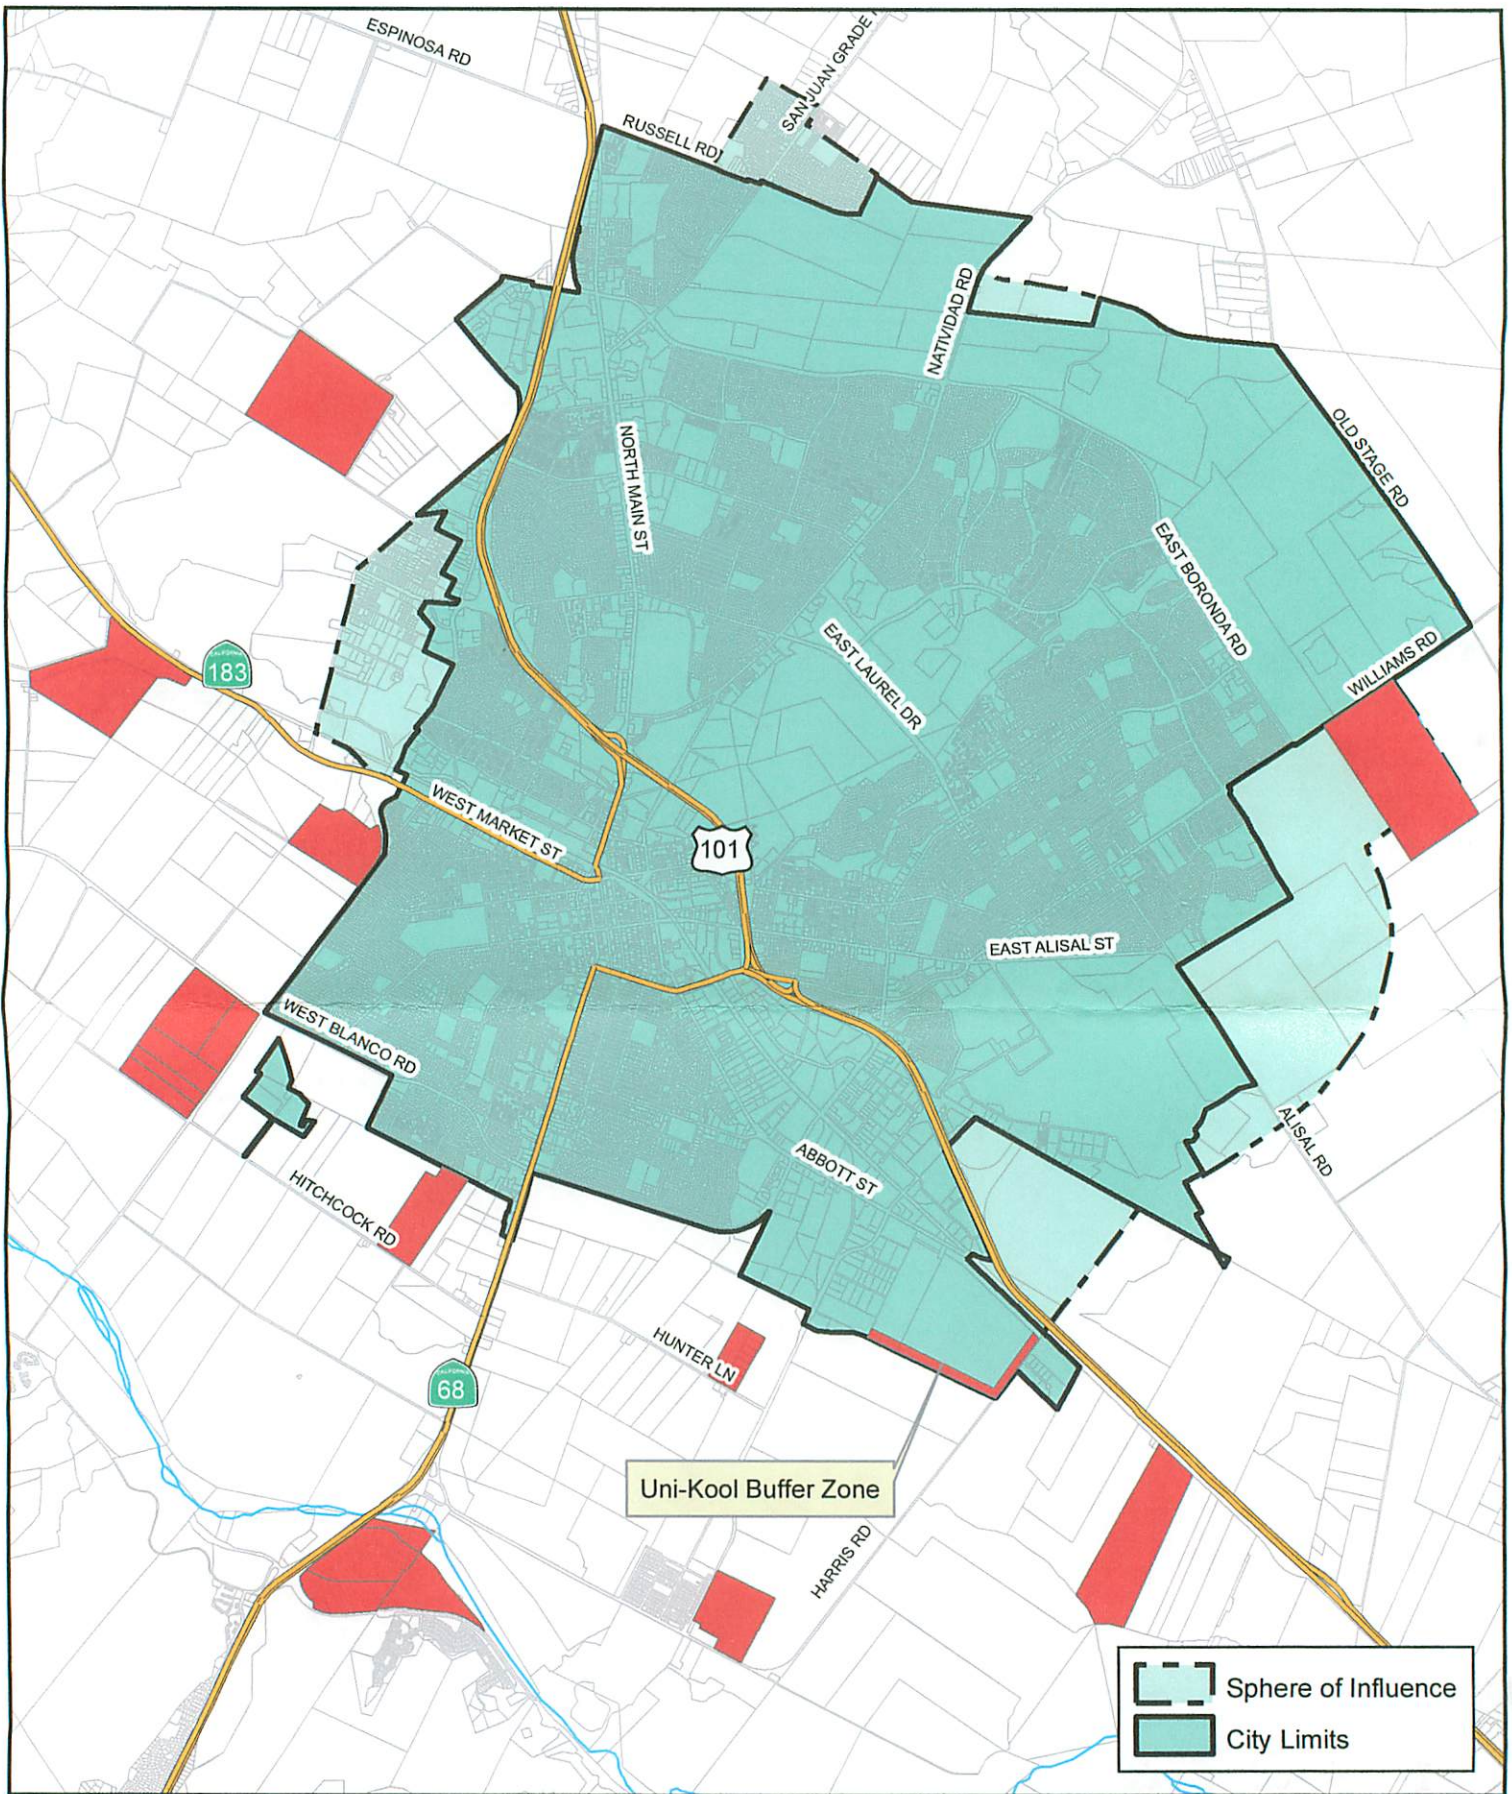 ESPINOSA RD
SAN JUAN GRADE
RUSSELL RD
NATIVIDAD RD
OLD STAGE RD
NORTH MAIN ST
EAST BORONDA RD
EAST LAUREL DR
WILLIAMS RD
CALIFORNIA
183
WEST MARKET ST
101
EAST ALISAL ST
WEST BLANCO RD
ALISAL RD
ABBOTT ST
HITCHCOCK RD
HUNTER LN
CALIFORNIA
68
Uni-Kool Buffer Zone
HARRIS RD
Sphere of Influence
City Limits